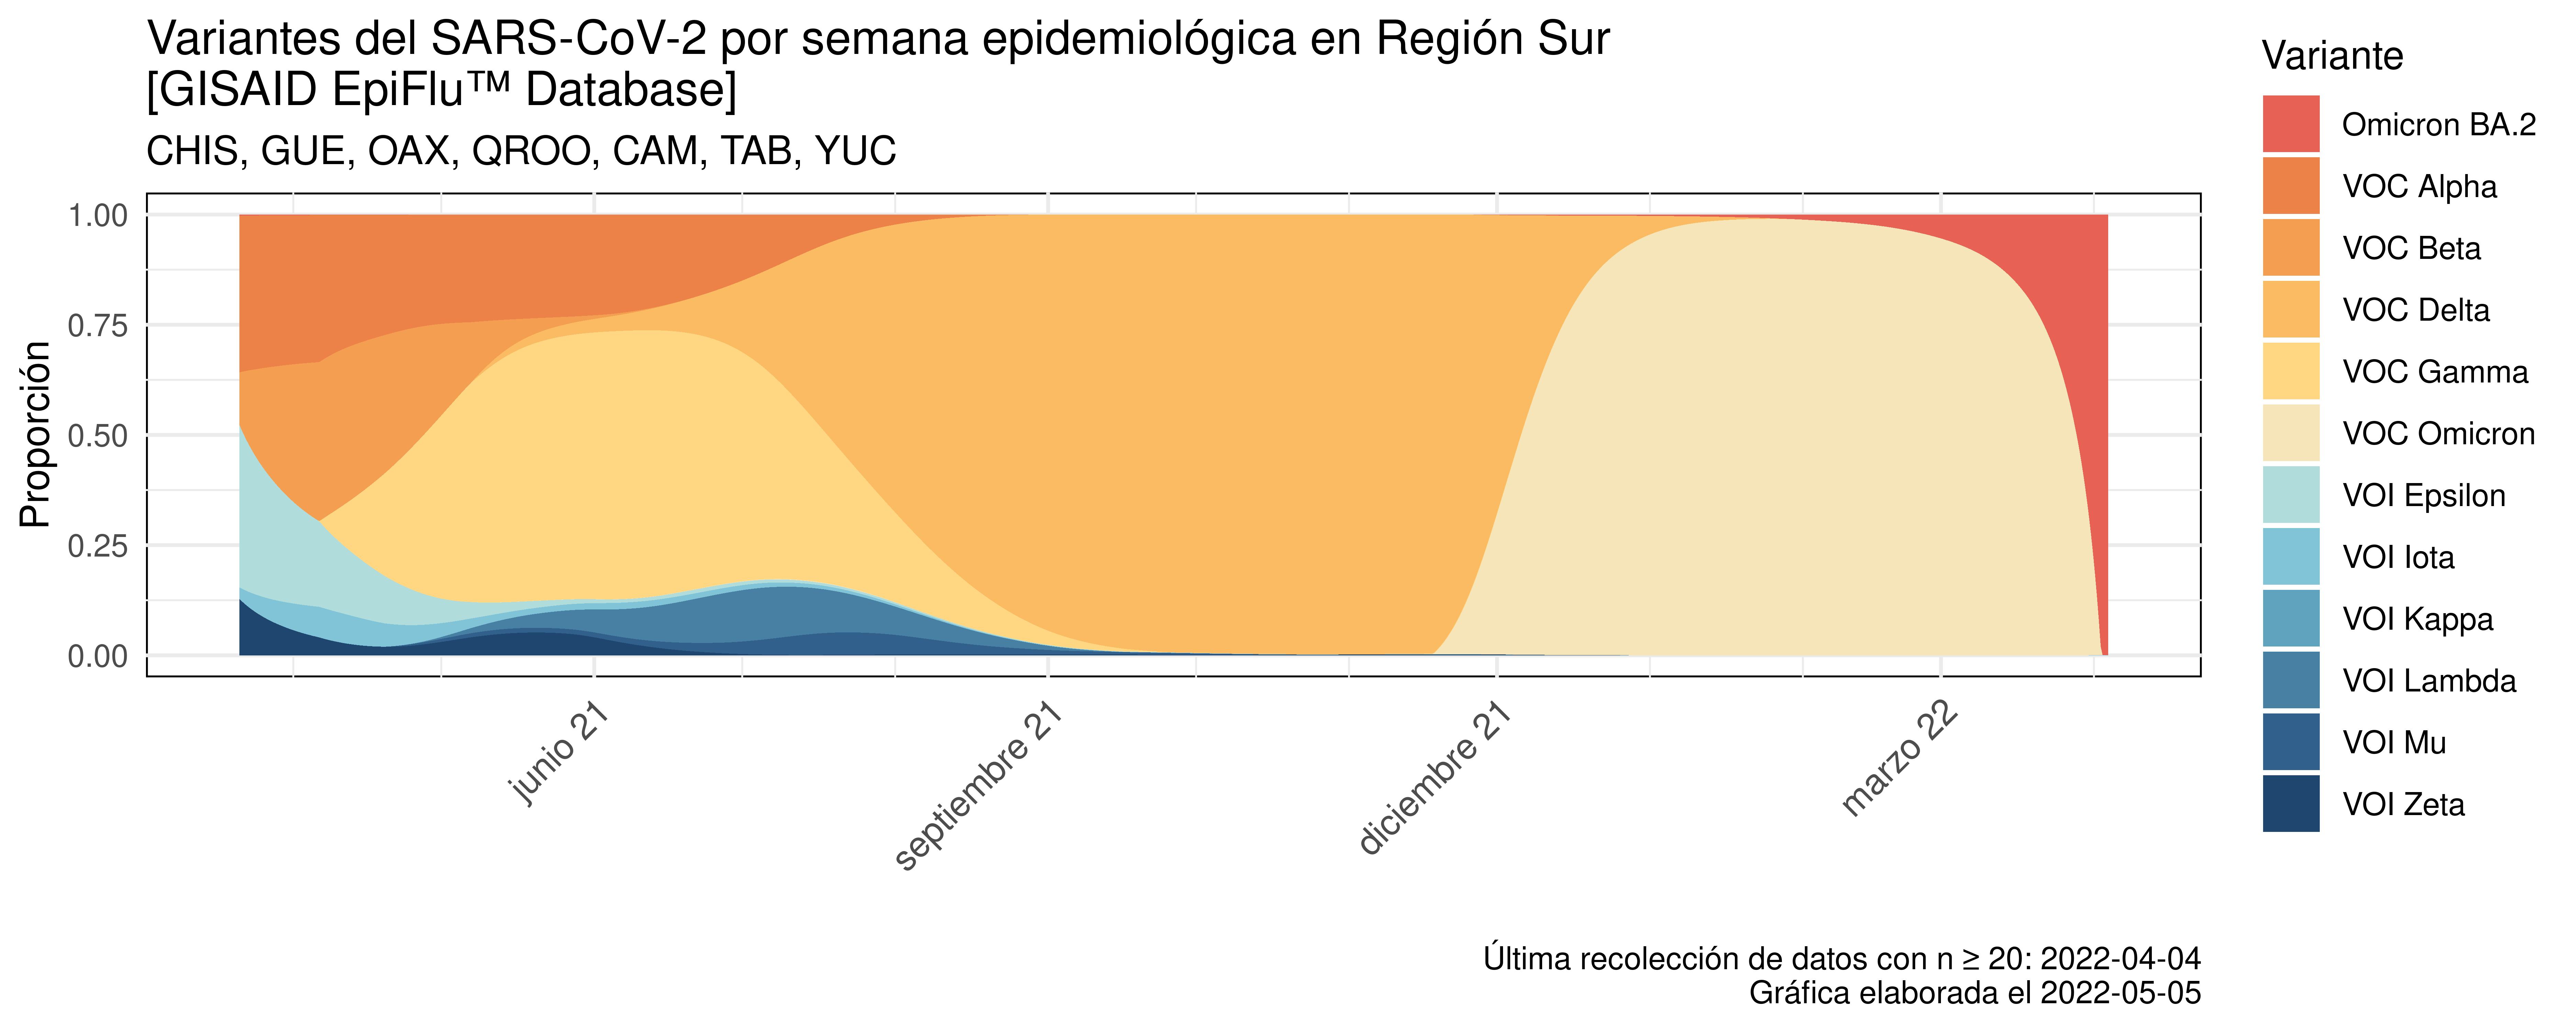 Variantes del SARS-CoV-2 por semana epidemiológica en Región Sur
[GISAID EpiFlu™ Database]
CHIS, GUE, OAX, QROO, CAM, TAB, YUC
Proporción
1.00
0.75
0.50
0.25
0.00
junio 21
septiembre 21
diciembre 21
marzo 22
Variante
Omicron BA.2
VOC Alpha
VOC Beta
VOC Delta
VOC Gamma
VOC Omicron
VOI Epsilon
VOI Iota
VOI Kappa
VOI Lambda
VOI Mu
VOI Zeta
Última recolección de datos con n ≥ 20: 2022-04-04
Gráfica elaborada el 2022-05-05